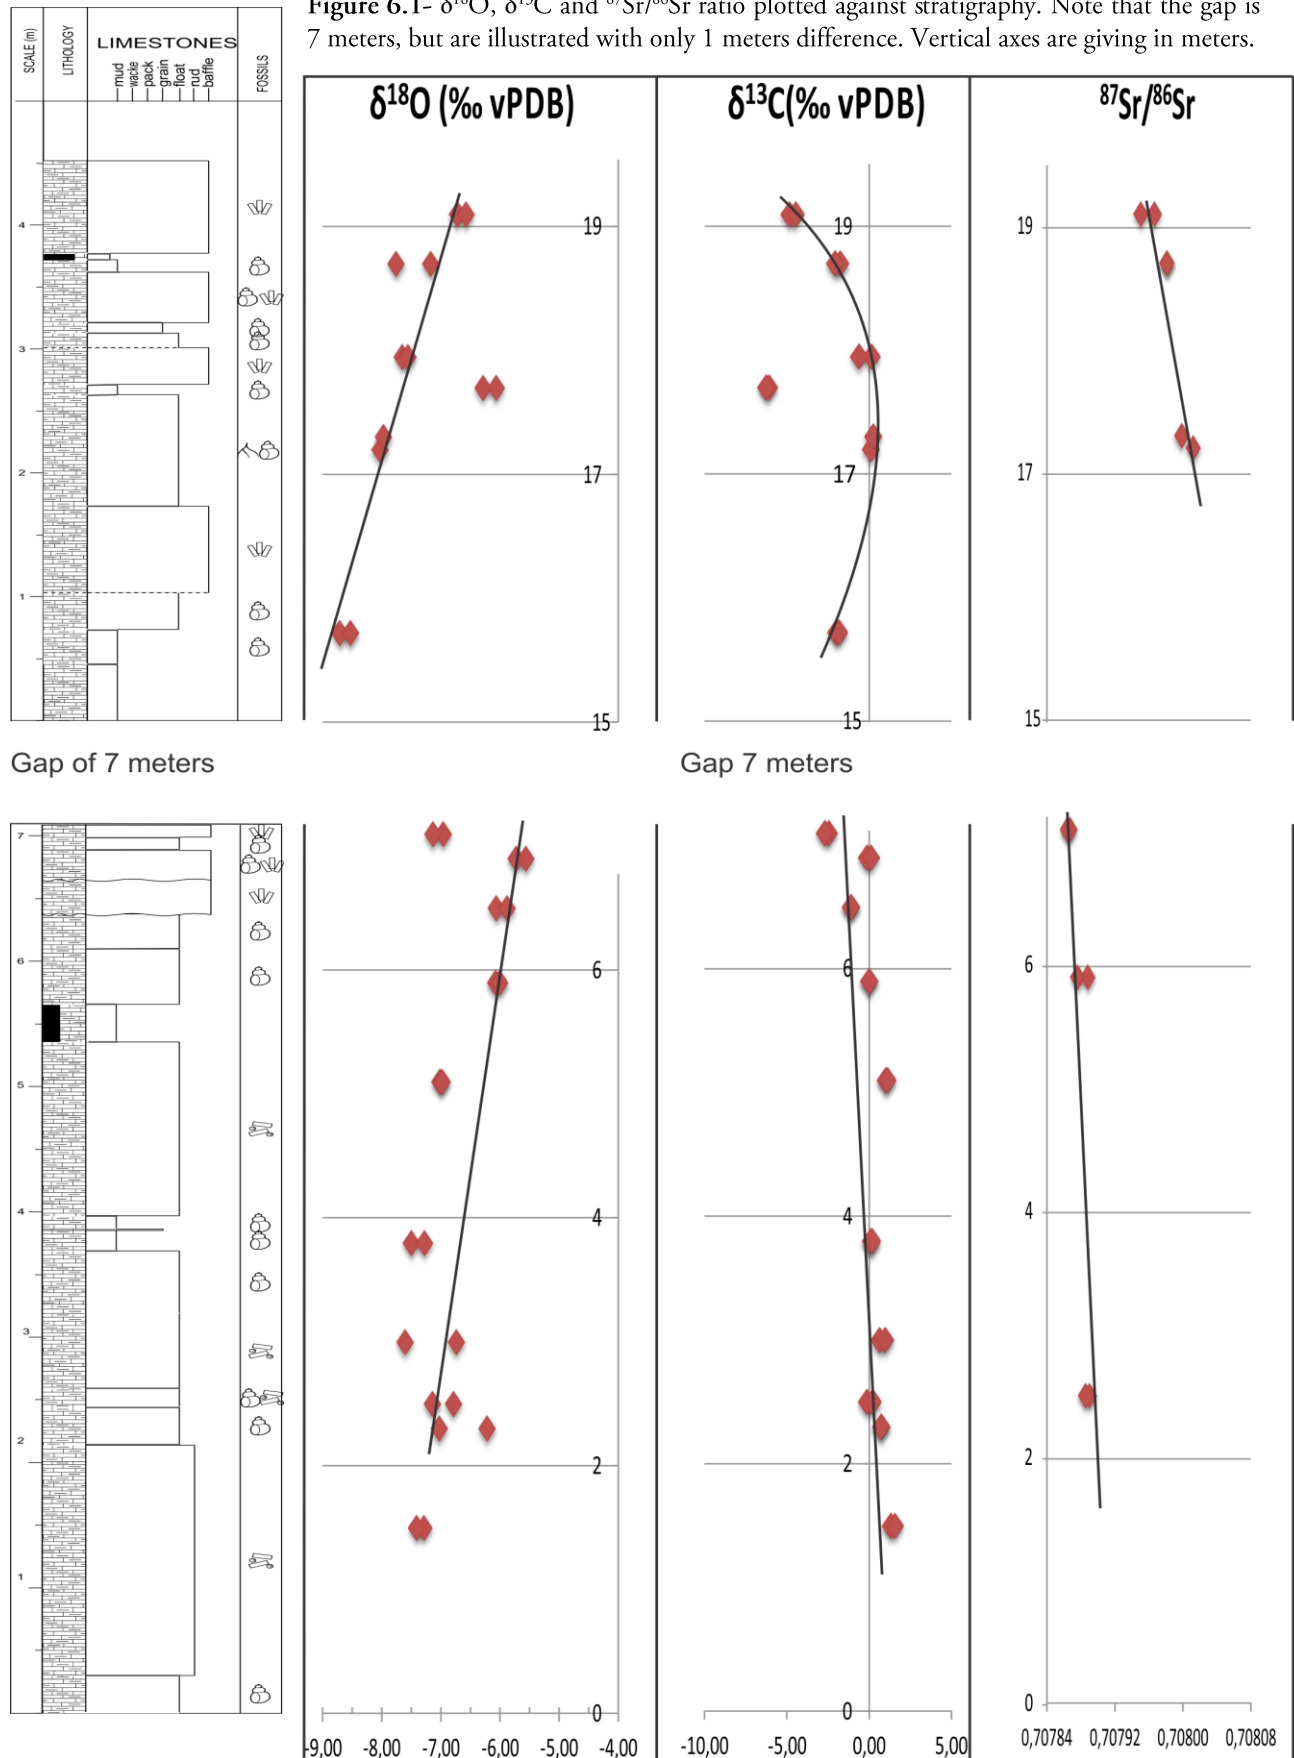 Figure 6.1- δ¹⁸O, δ¹³C and ⁸⁷Sr/⁸⁶Sr ratio plotted against stratigraphy. Note that the gap is
7 meters, but are illustrated with only 1 meters difference. Vertical axes are giving in meters.
SCALE (m)
LITHOLOGY
LIMESTONES
mud
wacke
pack
grain
float
rud
baffle
FOSSILS
4
3
2
1
δ¹⁸O (‰ vPDB)
19
17
15
δ¹³C(‰ vPDB)
19
17
15
⁸⁷Sr/⁸⁶Sr
19
17
15
Gap of 7 meters
Gap 7 meters
7
6
5
4
3
2
1
6
4
2
0
-9,00 -8,00 -7,00 -6,00 -5,00 -4,00
6
4
2
0
-10,00 -5,00 0,00 5,00
6
4
2
0
0,70784 0,70792 0,70800 0,70808